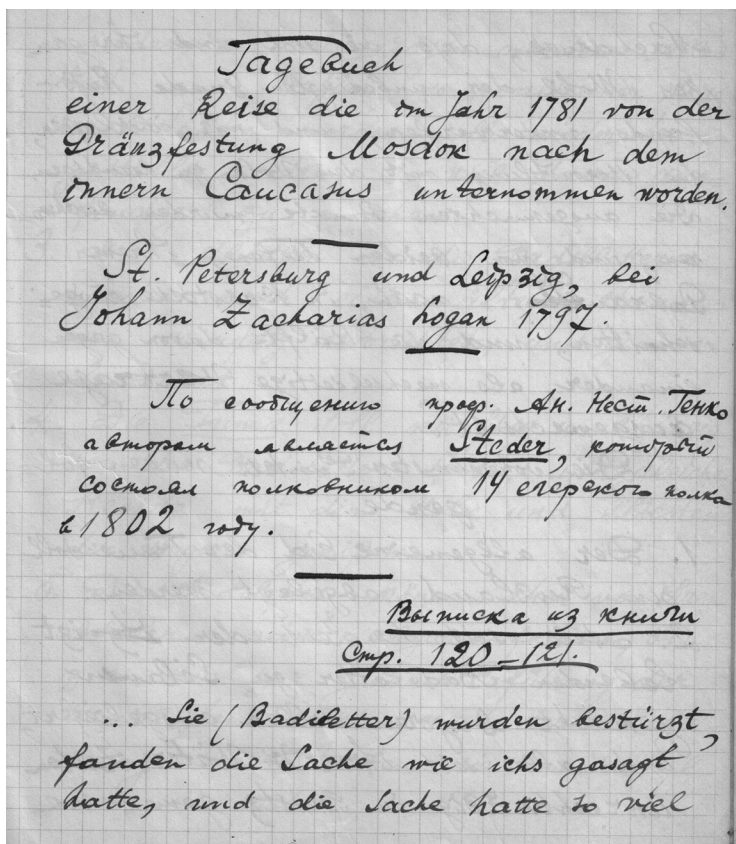 Tagebuch
einer Reise die im Jahr 1781 von der
Gränzfestung Mosdok nach dem
innern Caucasus unternommen worden.
St. Petersburg und Leipzig, bei
Johann Zacharias Logan 1797.
По сообщению проф. Ан. Нест. Генко
автором является Steder, который
состоял полковником 14 егерского полка
в 1802 году.
Выписка из книги
Стр. 120-121.
... Sie (Badiletter) wurden bestürzt,
fanden die Sache wie ichs gasagt
hatte, und die Sache hatte so viel